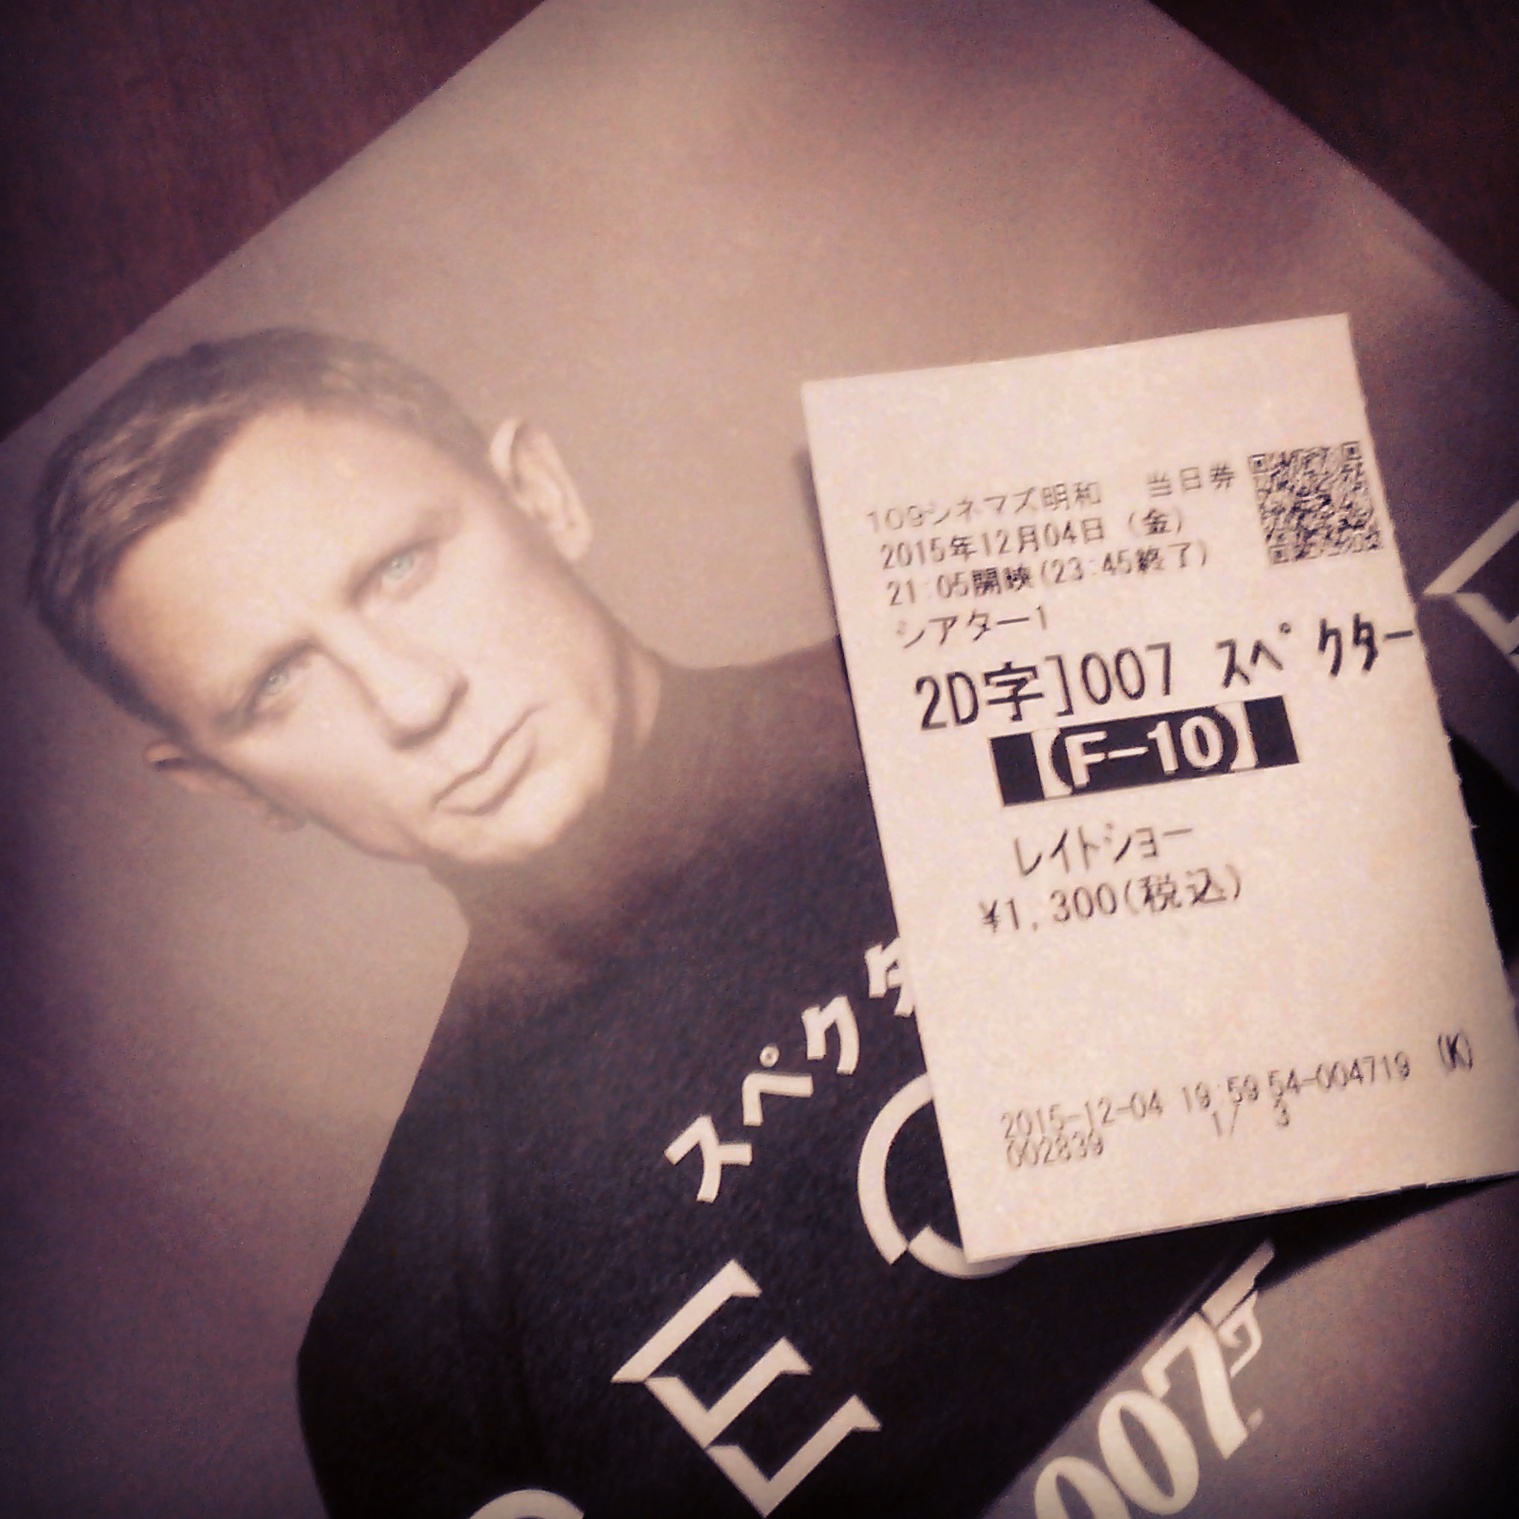 109シネマズ明和 当日券
2015年12月04日 (金)
21:05開映(23:45終了)
シアター1
2D字]007 スペクター
【F-10】
レイトショー
¥1,300(税込)
2015-12-04 19:59 54-004719 (K)
002839 1/ 3
スペクタ
E
007